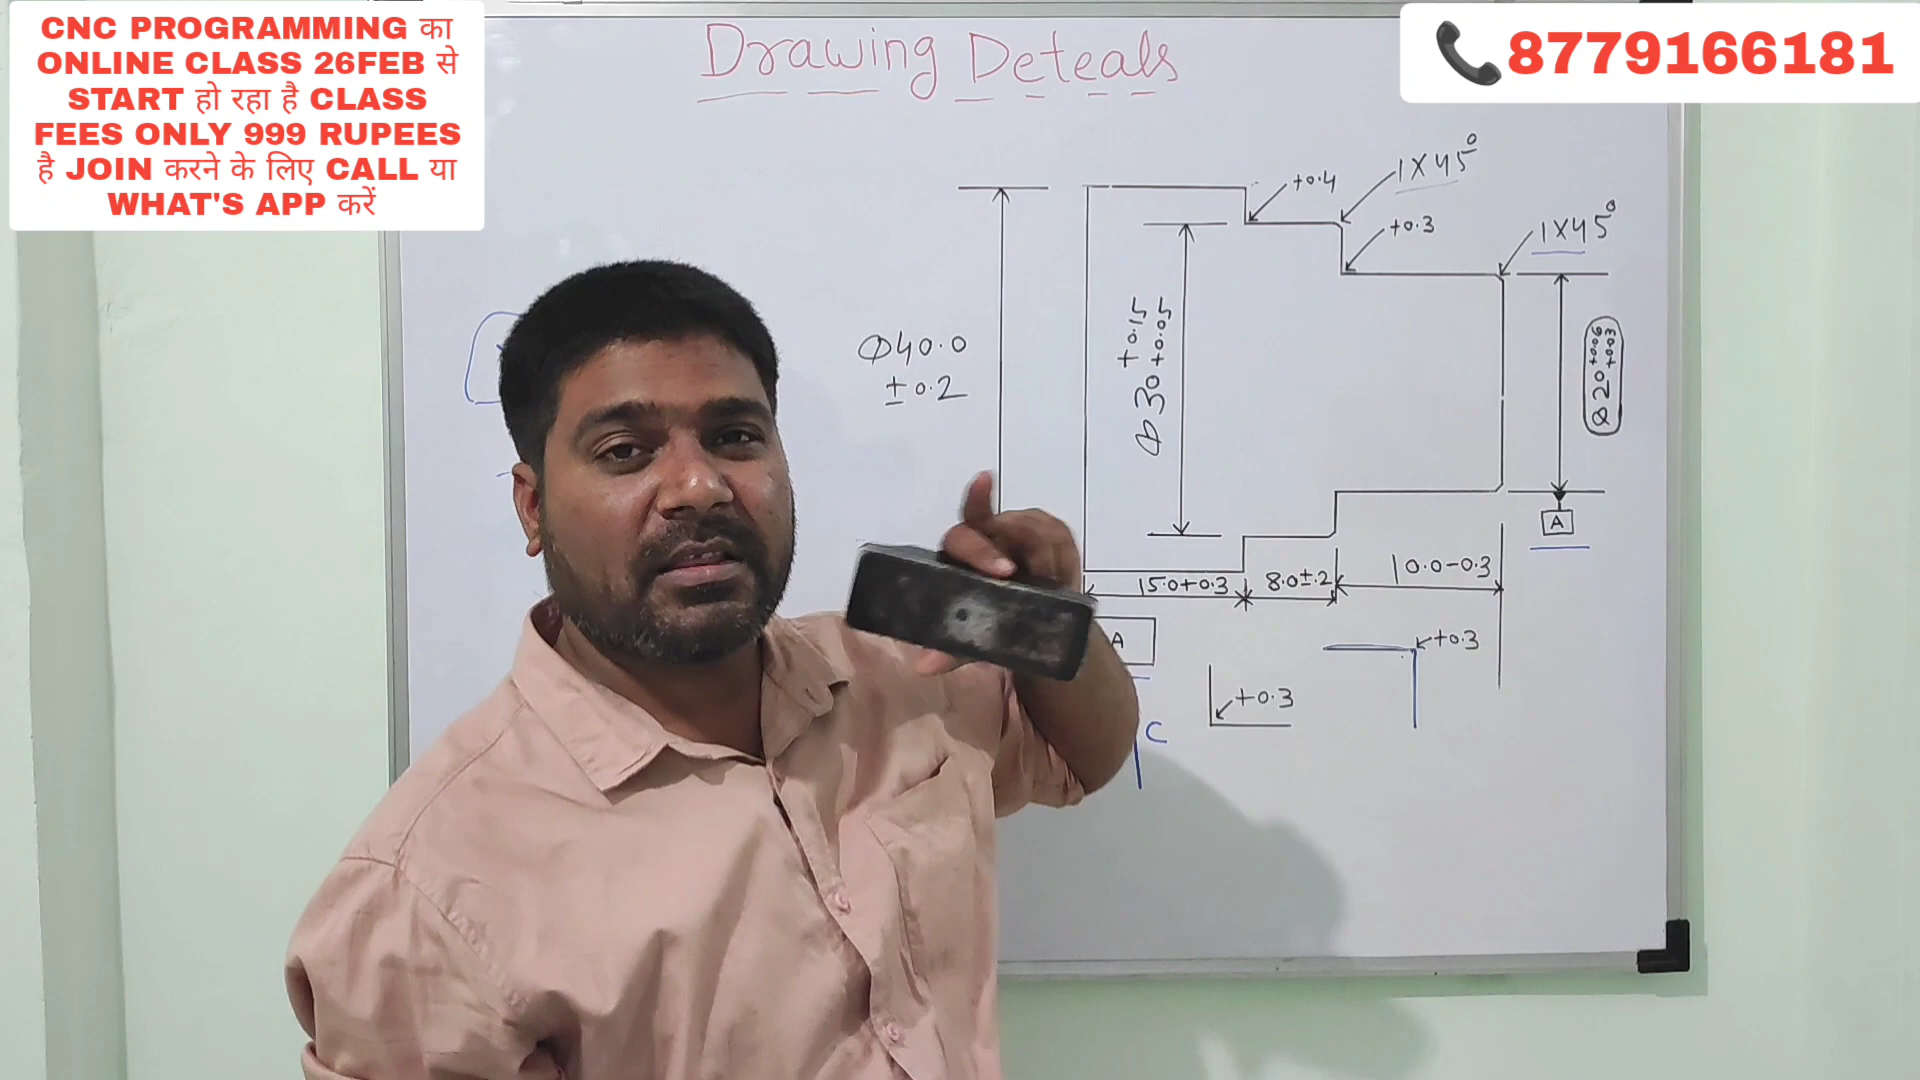 CNC PROGRAMMING का
ONLINE CLASS 26FEB से
START हो रहा है CLASS
FEES ONLY 999 RUPEES
है JOIN करने के लिए CALL या
WHAT'S APP करें
📞8779166181
Drawing Deteals
+0.4
1X45°
+0.3
1X45°
Φ40.0
±0.2
Φ30 +0.15 +0.05
Φ20 +0.06 +0.03
A
15.0+0.3
8.0±.2
10.0-0.3
A
+0.3
+0.3
C